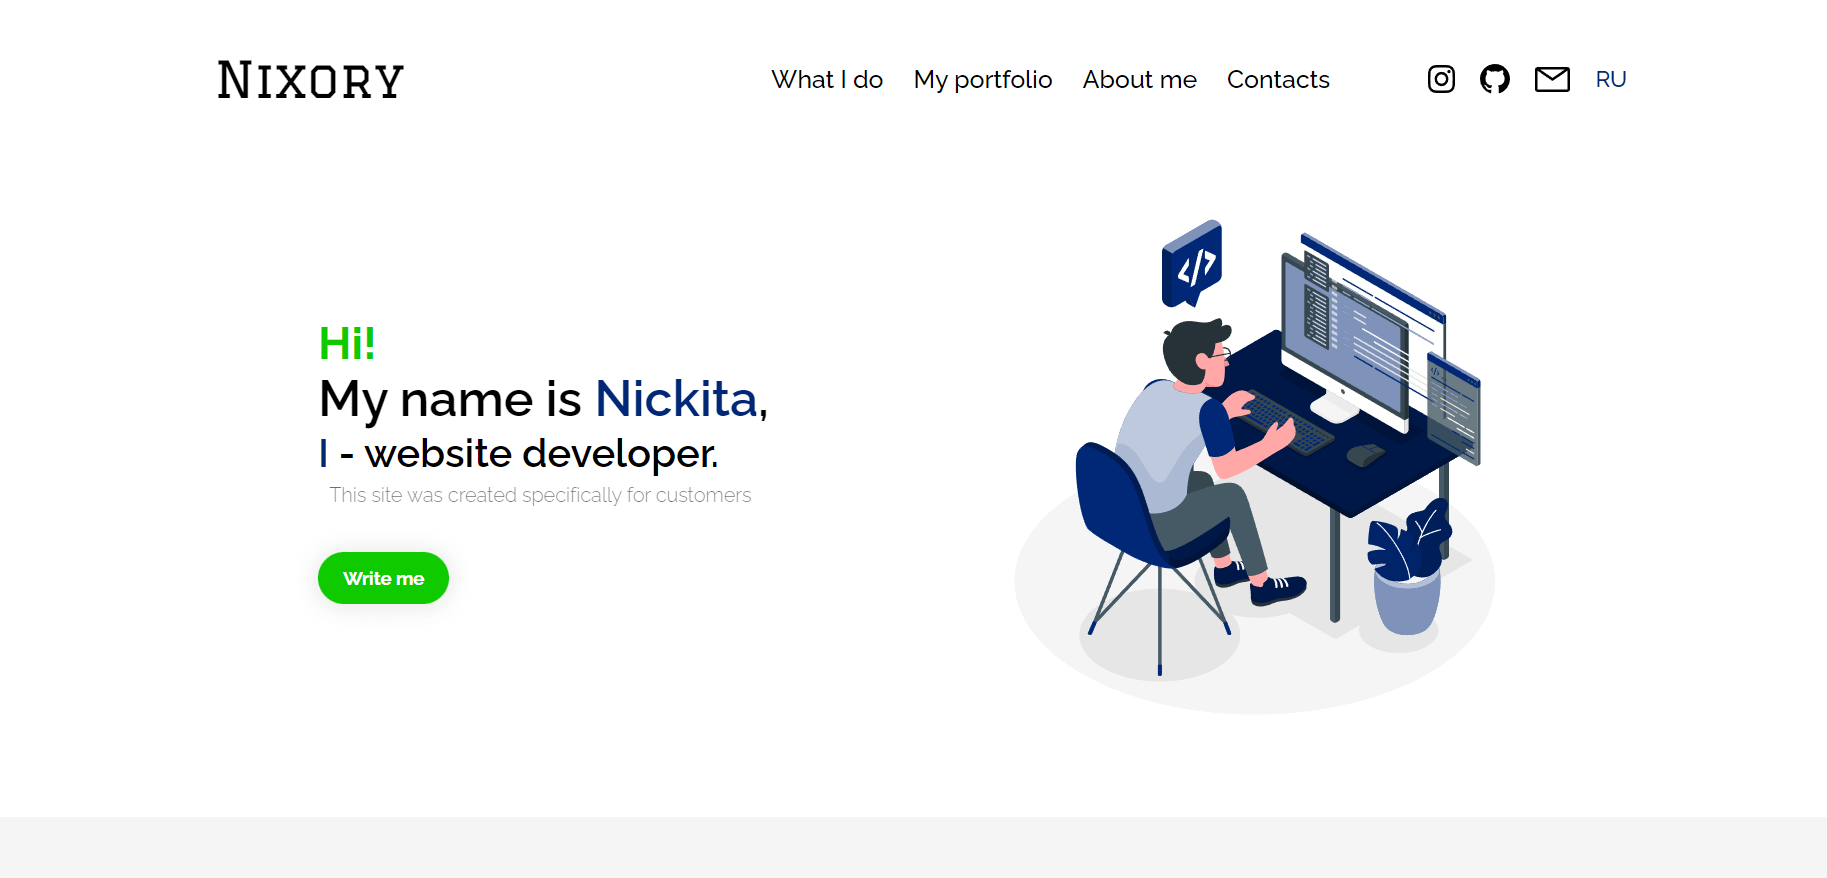 NIXORY
What I do My portfolio About me Contacts RU
</>
Hi!
My name is Nickita,
I - website developer.
This site was created specifically for customers
Write me